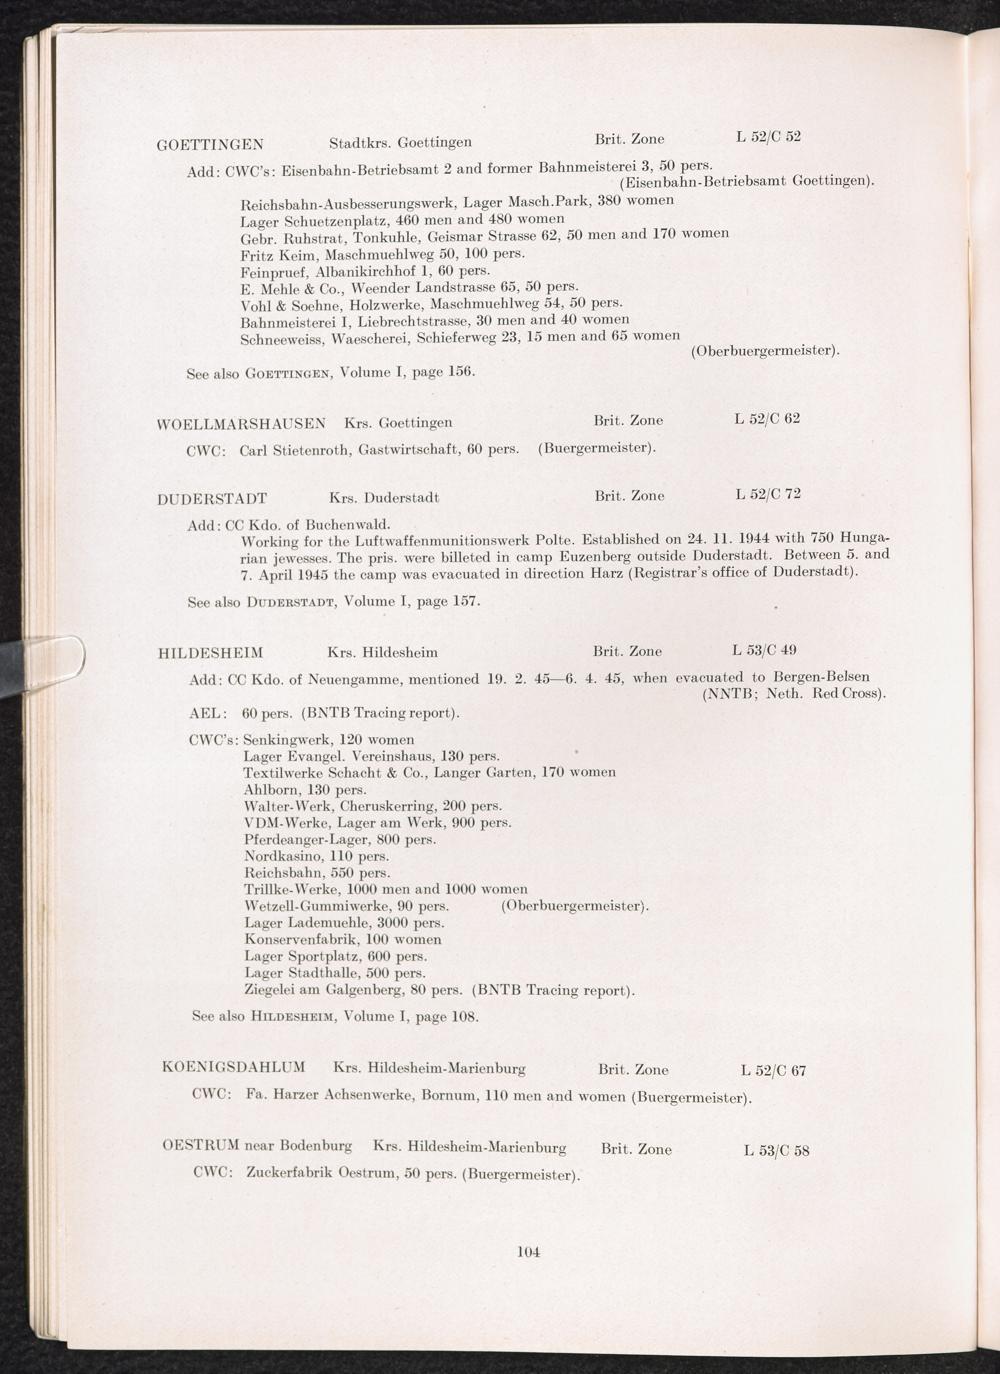 GOETTINGEN Stadtkrs. Goettingen Brit. Zone L 52/C 52
Add: CWC's: Eisenbahn-Betriebsamt 2 and former Bahnmeisterei 3, 50 pers.
(Eisenbahn-Betriebsamt Goettingen).
Reichsbahn-Ausbesserungswerk, Lager Masch.Park, 380 women
Lager Schuetzenplatz, 460 men and 480 women
Gebr. Ruhstrat, Tonkuhle, Geismar Strasse 62, 50 men and 170 women
Fritz Keim, Maschmuehlweg 50, 100 pers.
Feinpruef, Albanikirchhof 1, 60 pers.
E. Mehle & Co., Weender Landstrasse 65, 50 pers.
Vohl & Soehne, Holzwerke, Maschmuehlweg 54, 50 pers.
Bahnmeisterei I, Liebrechtstrasse, 30 men and 40 women
Schneeweiss, Waescherei, Schieferweg 23, 15 men and 65 women
(Oberbuergermeister).
See also GOETTINGEN, Volume I, page 156.
WOELLMARSHAUSEN Krs. Goettingen Brit. Zone L 52/C 62
CWC: Carl Stietenroth, Gastwirtschaft, 60 pers. (Buergermeister).
DUDERSTADT Krs. Duderstadt Brit. Zone L 52/C 72
Add: CC Kdo. of Buchenwald.
Working for the Luftwaffenmunitionswerk Polte. Established on 24. 11. 1944 with 750 Hunga-
rian jewesses. The pris. were billeted in camp Euzenberg outside Duderstadt. Between 5. and
7. April 1945 the camp was evacuated in direction Harz (Registrar's office of Duderstadt).
See also DUDERSTADT, Volume I, page 157.
HILDESHEIM Krs. Hildesheim Brit. Zone L 53/C 49
Add: CC Kdo. of Neuengamme, mentioned 19. 2. 45—6. 4. 45, when evacuated to Bergen-Belsen
(NNTB; Neth. Red Cross).
AEL: 60 pers. (BNTB Tracing report).
CWC's: Senkingwerk, 120 women
Lager Evangel. Vereinshaus, 130 pers.
Textilwerke Schacht & Co., Langer Garten, 170 women
Ahlborn, 130 pers.
Walter-Werk, Cheruskerring, 200 pers.
VDM-Werke, Lager am Werk, 900 pers.
Pferdeanger-Lager, 800 pers.
Nordkasino, 110 pers.
Reichsbahn, 550 pers.
Trillke-Werke, 1000 men and 1000 women
Wetzell-Gummiwerke, 90 pers. (Oberbuergermeister).
Lager Lademuehle, 3000 pers.
Konservenfabrik, 100 women
Lager Sportplatz, 600 pers.
Lager Stadthalle, 500 pers.
Ziegelei am Galgenberg, 80 pers. (BNTB Tracing report).
See also HILDESHEIM, Volume I, page 108.
KOENIGSDAHLUM Krs. Hildesheim-Marienburg Brit. Zone L 52/C 67
CWC: Fa. Harzer Achsenwerke, Bornum, 110 men and women (Buergermeister).
OESTRUM near Bodenburg Krs. Hildesheim-Marienburg Brit. Zone L 53/C 58
CWC: Zuckerfabrik Oestrum, 50 pers. (Buergermeister).
104